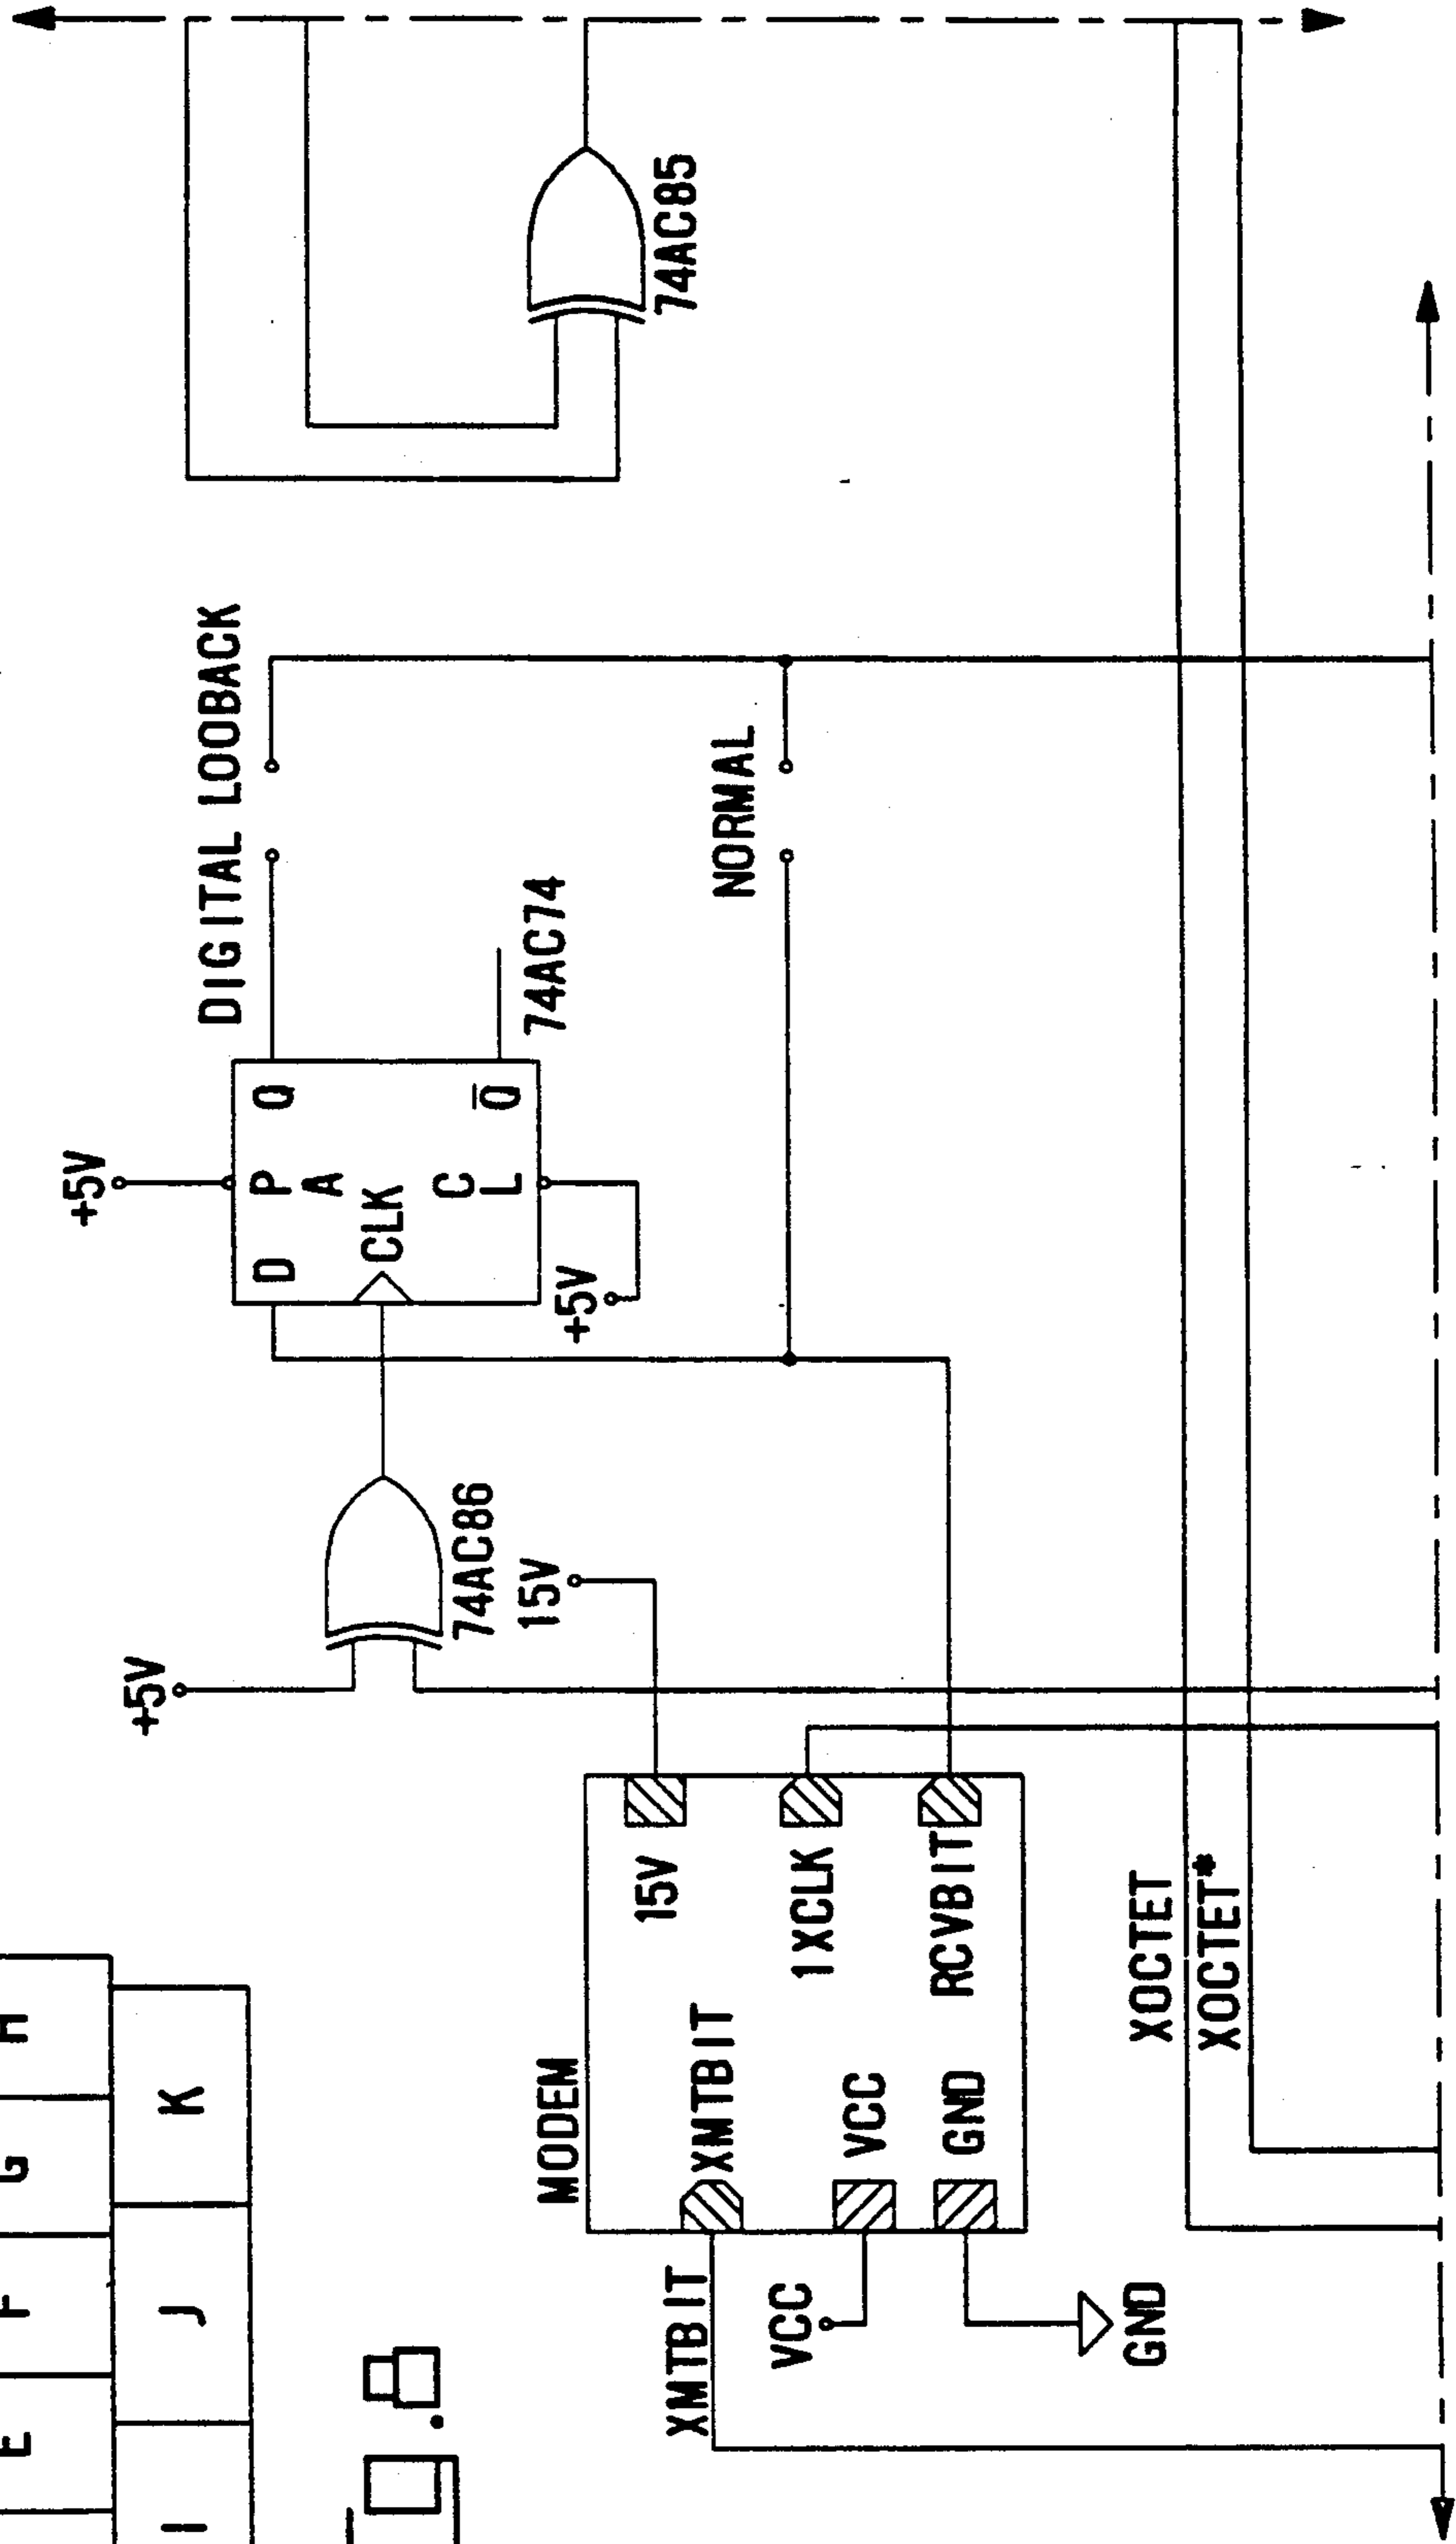 E
F
G
H
I
J
K
DIGITAL LOOBACK
+5V
+5V
D
P
A
Q
CLK
C
L
Q̅
+5V
74AC74
74AC86
74AC85
NORMAL
15V
MODEM
XMTBIT
XMTBIT
15V
1XCLK
VCC
VCC
GND
RCVBIT
GND
XOCTET
XOCTET*